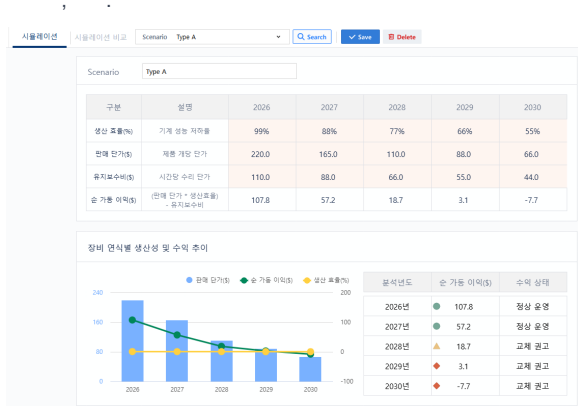 , .
시뮬레이션 시뮬레이션 비교 Scenario Type A Search Save Delete
Scenario Type A
구분 설명 2026 2027 2028 2029 2030
생산 효율(%) 기계 성능 저하율 99% 88% 77% 66% 55%
판매 단가($) 제품 개당 단가 220.0 165.0 110.0 88.0 66.0
유지보수비($) 시간당 수리 단가 110.0 88.0 66.0 55.0 44.0
순 가동 이익($) (판매 단가 * 생산효율) 107.8 57.2 18.7 3.1 -7.7
- 유지보수비
장비 연식별 생산성 및 수익 추이
판매 단가($) 순 가동 이익($) 생산 효율(%)
240 200
160 100
80 0
0 -100
2026 2027 2028 2029 2030
분석년도 순 가동 이익($) 수익 상태
2026년 107.8 정상 운영
2027년 57.2 정상 운영
2028년 18.7 교체 권고
2029년 3.1 교체 권고
2030년 -7.7 교체 권고